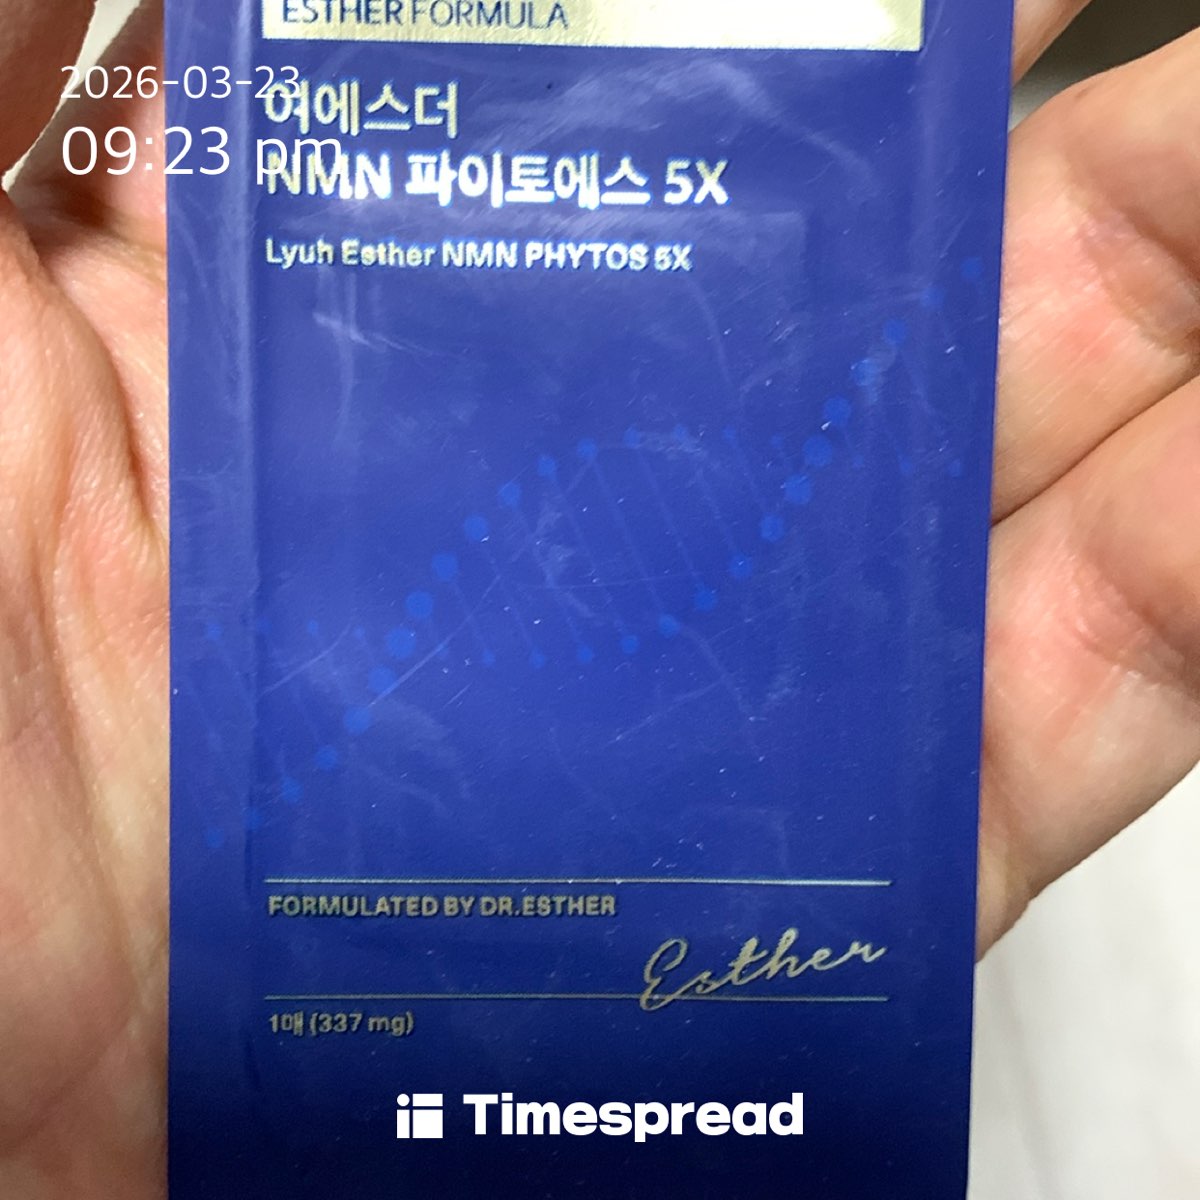 ESTHER FORMULA
2026-03-23
09:23 pm
여에스더
NMN 파이토에스 5X
Lyuh Esther NMN PHYTOS 5X
FORMULATED BY DR.ESTHER
Esther
1매 (337 mg)
Timespread